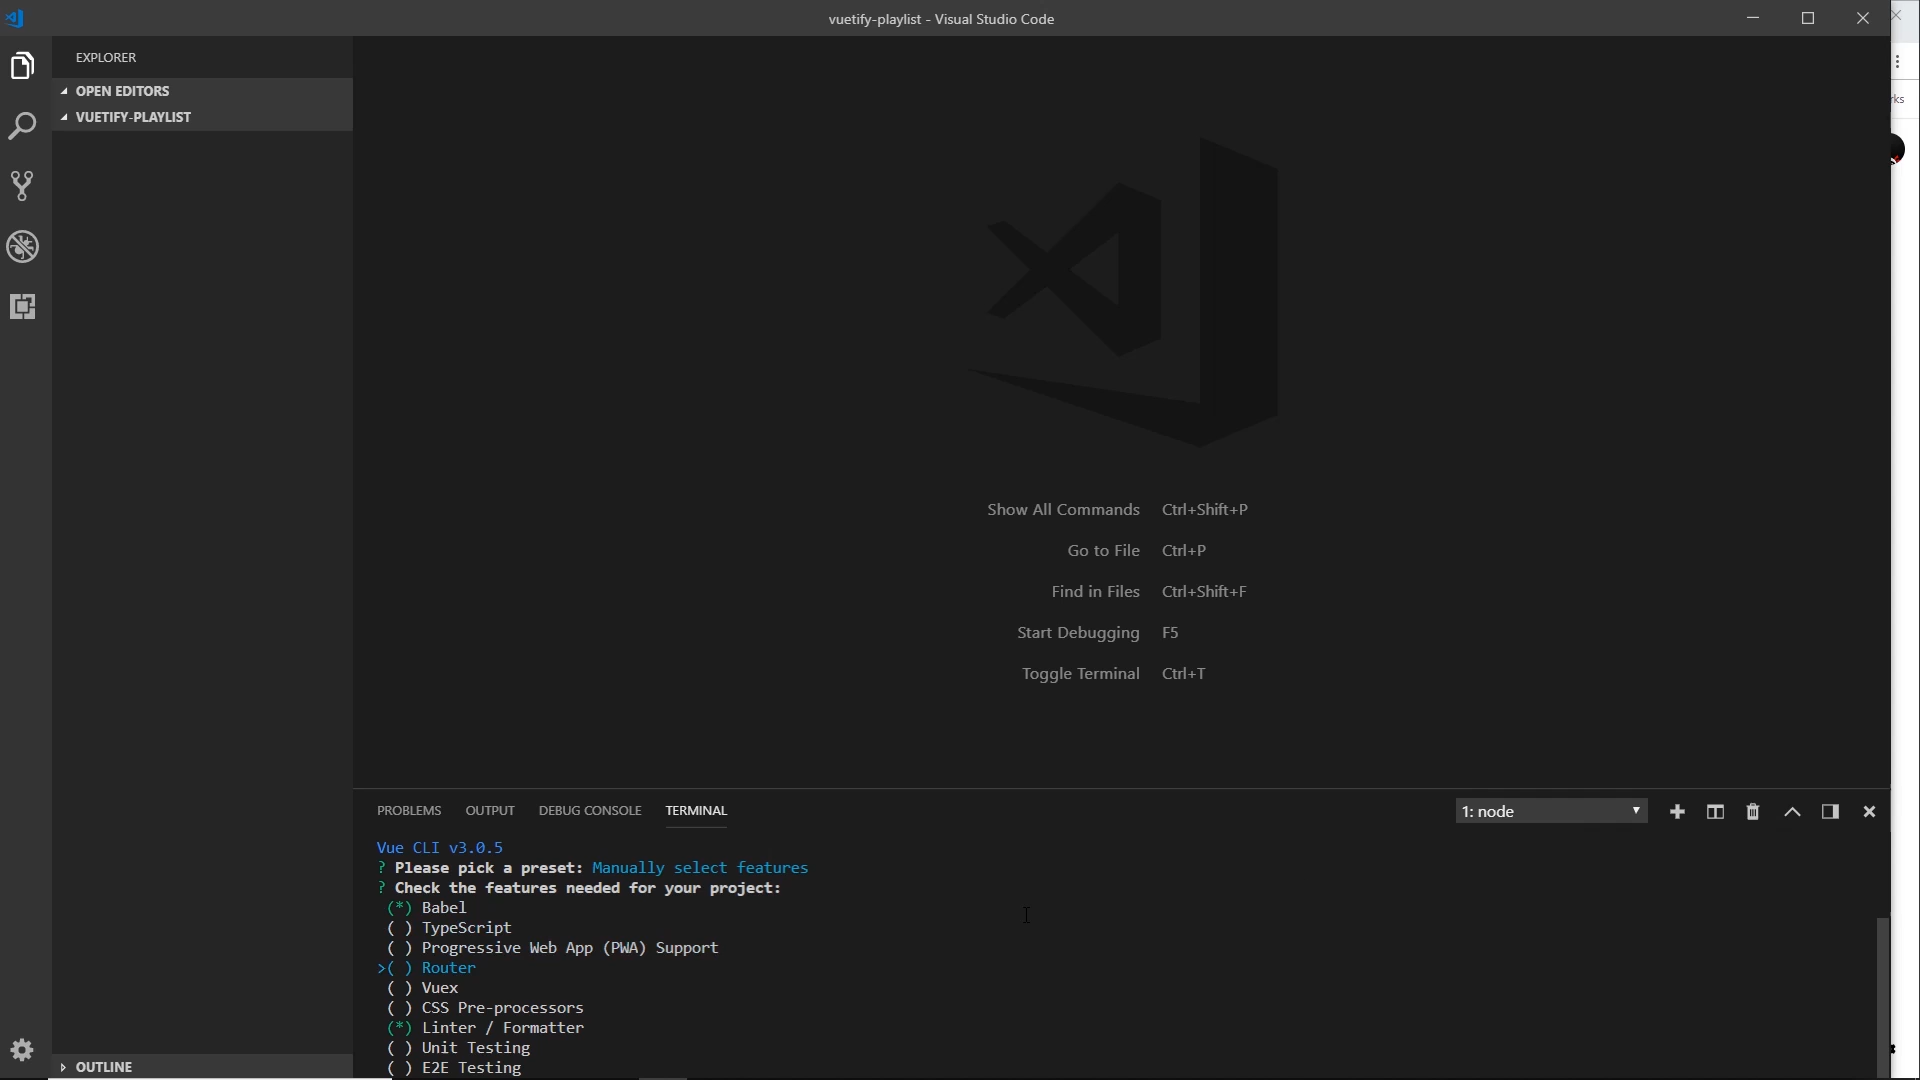 vuetify-playlist - Visual Studio Code
EXPLORER
OPEN EDITORS
VUETIFY-PLAYLIST
rks
Show All Commands Ctrl+Shift+P
Go to File Ctrl+P
Find in Files Ctrl+Shift+F
Start Debugging F5
Toggle Terminal Ctrl+T
PROBLEMS OUTPUT DEBUG CONSOLE TERMINAL 1: node
Vue CLI v3.0.5
? Please pick a preset: Manually select features
? Check the features needed for your project:
(*) Babel
( ) TypeScript
( ) Progressive Web App (PWA) Support
>( ) Router
( ) Vuex
( ) CSS Pre-processors
(*) Linter / Formatter
( ) Unit Testing
( ) E2E Testing
OUTLINE